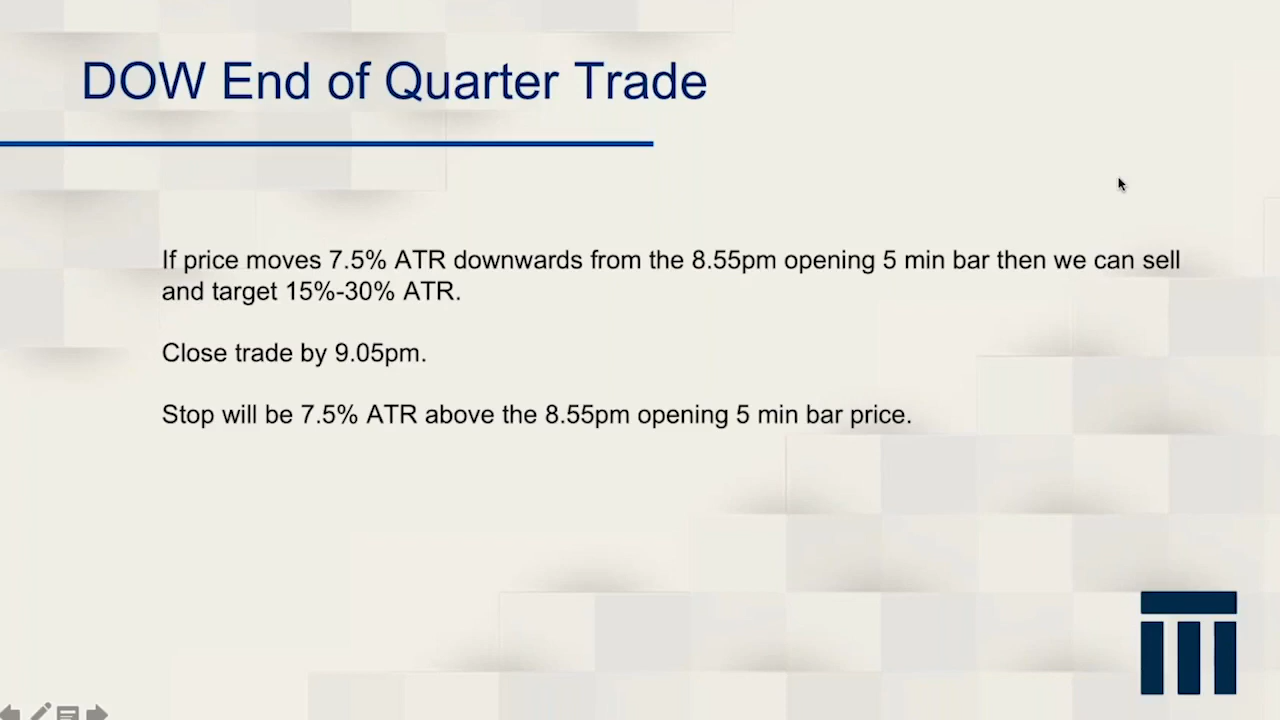 DOW End of Quarter Trade
If price moves 7.5% ATR downwards from the 8.55pm opening 5 min bar then we can sell
and target 15%-30% ATR.
Close trade by 9.05pm.
Stop will be 7.5% ATR above the 8.55pm opening 5 min bar price.